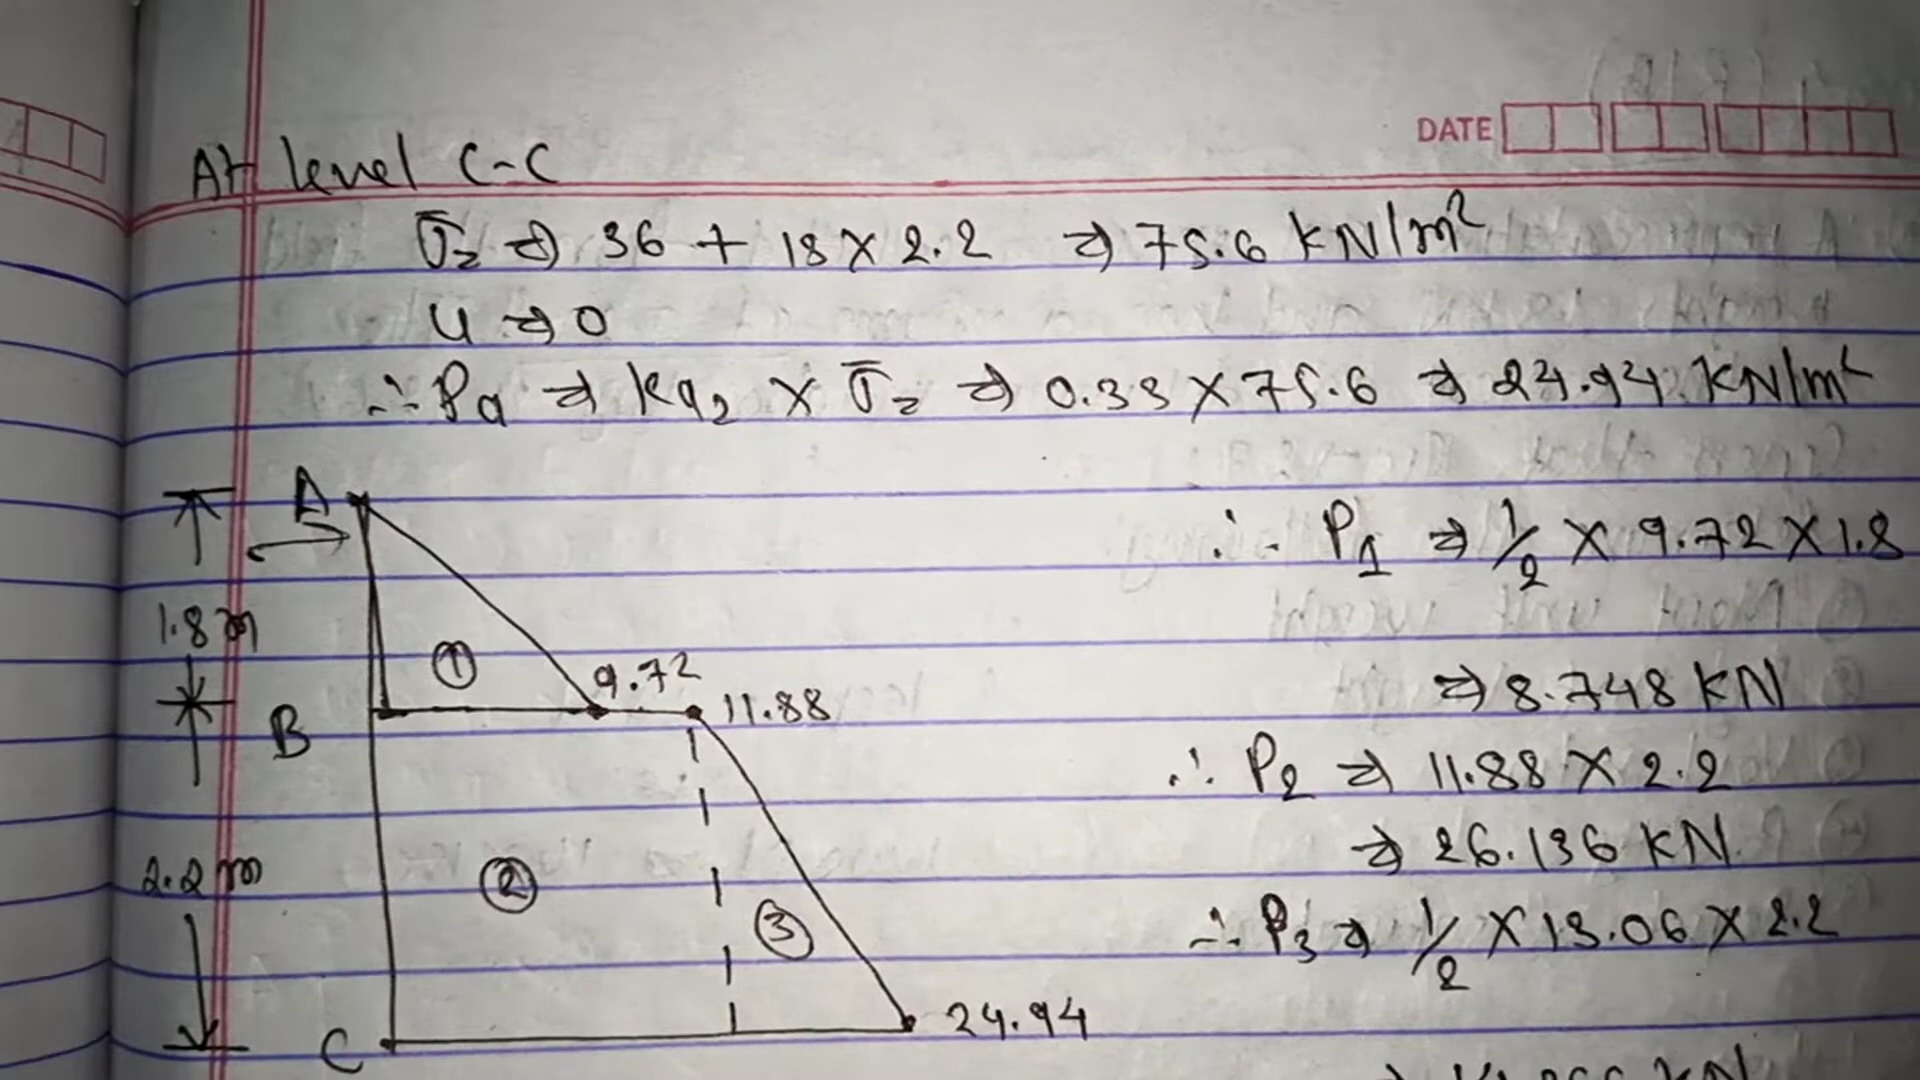 DATE
At level C-C
σ̄z ⇒ 36 + 18 × 2.2 ⇒ 75.6 kN/m²
u ⇒ 0
∴ Pa ⇒ ka₂ × σ̄z ⇒ 0.33 × 75.6 ⇒ 24.94 kN/m²
A
∴ P₁ ⇒ 1/2 × 9.72 × 1.8
1.8 m
①
9.72
⇒ 8.748 kN
B
11.88
∴ P₂ ⇒ 11.88 × 2.2
⇒ 26.136 kN
2.2 m
②
③
∴ P₃ ⇒ 1/2 × 13.06 × 2.2
C
24.94